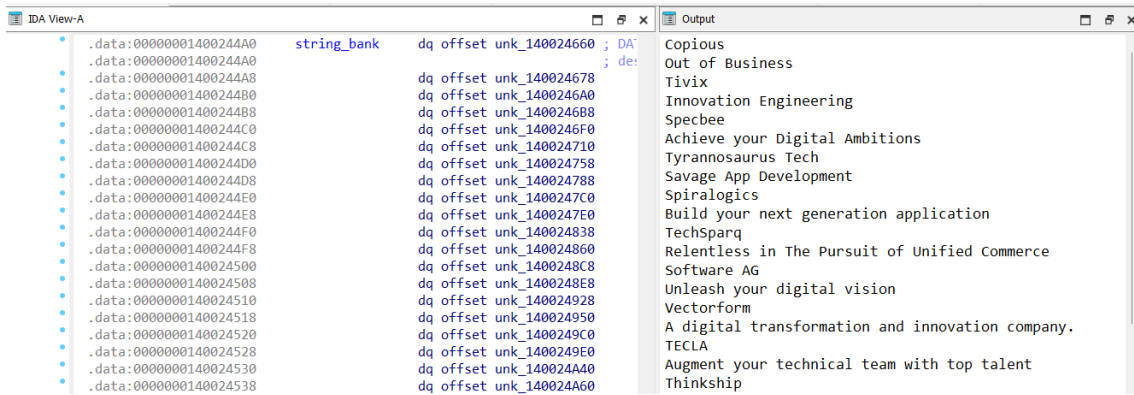 IDA View-A
.data:00000001400244A0 string_bank dq offset unk_140024660 ; DA
.data:00000001400244A0 ; des
.data:00000001400244A8 dq offset unk_140024678
.data:00000001400244B0 dq offset unk_1400246A0
.data:00000001400244B8 dq offset unk_1400246B8
.data:00000001400244C0 dq offset unk_1400246F0
.data:00000001400244C8 dq offset unk_140024710
.data:00000001400244D0 dq offset unk_140024758
.data:00000001400244D8 dq offset unk_140024788
.data:00000001400244E0 dq offset unk_1400247C0
.data:00000001400244E8 dq offset unk_1400247E0
.data:00000001400244F0 dq offset unk_140024838
.data:00000001400244F8 dq offset unk_140024860
.data:0000000140024500 dq offset unk_1400248C8
.data:0000000140024508 dq offset unk_1400248E8
.data:0000000140024510 dq offset unk_140024928
.data:0000000140024518 dq offset unk_140024950
.data:0000000140024520 dq offset unk_1400249C0
.data:0000000140024528 dq offset unk_1400249E0
.data:0000000140024530 dq offset unk_140024A40
.data:0000000140024538 dq offset unk_140024A60
Output
Copious
Out of Business
Tivix
Innovation Engineering
Specbee
Achieve your Digital Ambitions
Tyrannosaurus Tech
Savage App Development
Spiralogics
Build your next generation application
TechSparq
Relentless in The Pursuit of Unified Commerce
Software AG
Unleash your digital vision
Vectorform
A digital transformation and innovation company.
TECLA
Augment your technical team with top talent
Thinkship